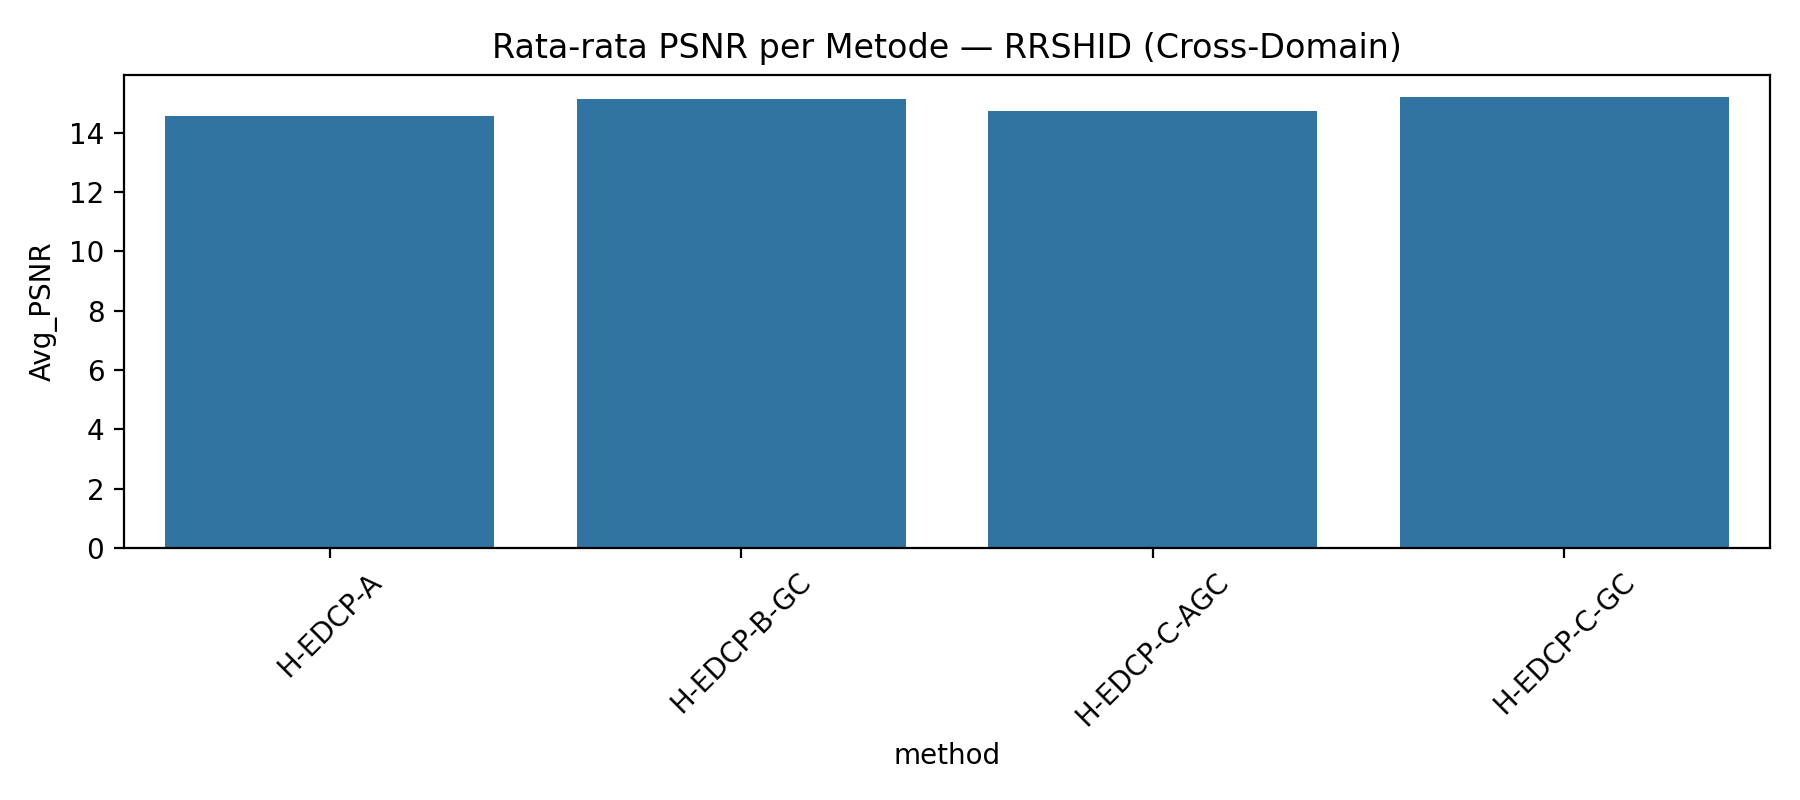 Rata-rata PSNR per Metode — RRSHID (Cross-Domain)
Avg_PSNR
14
12
10
8
6
4
2
0
H-EDCP-A
H-EDCP-B-GC
H-EDCP-C-AGC
H-EDCP-C-GC
method